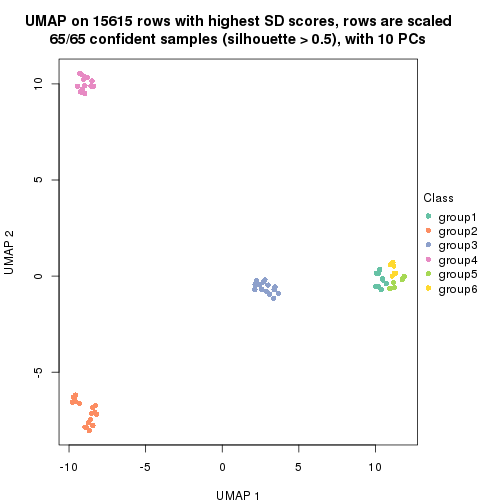 UMAP on 15615 rows with highest SD scores, rows are scaled
65/65 confident samples (silhouette > 0.5), with 10 PCs
10
5
0
-5
UMAP 2
-10
-5
0
5
10
UMAP 1
Class
group1
group2
group3
group4
group5
group6